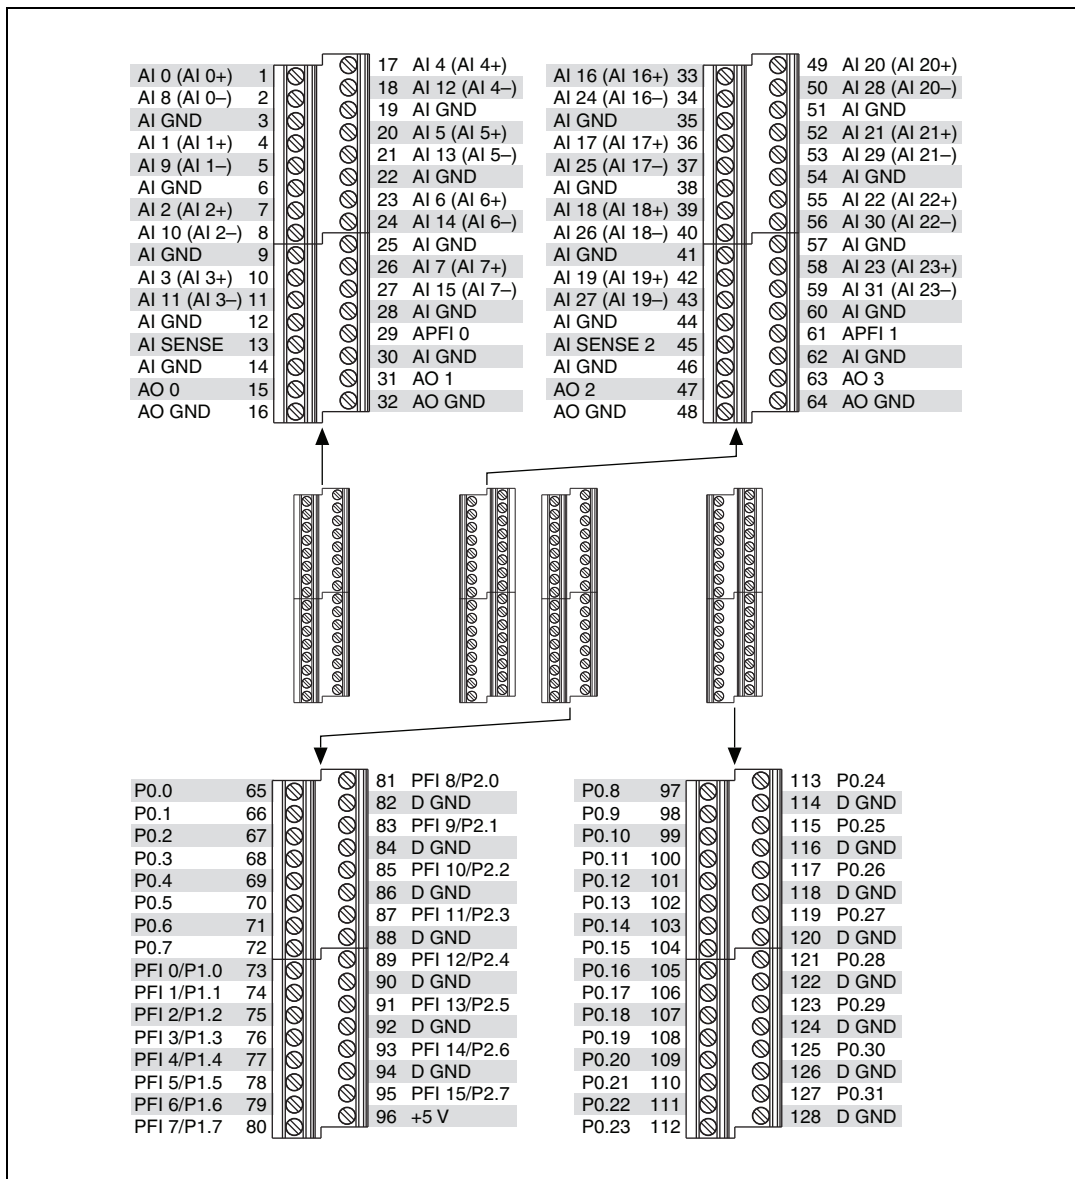 AI 0 (AI 0+) 1
AI 8 (AI 0–) 2
AI GND 3
AI 1 (AI 1+) 4
AI 9 (AI 1–) 5
AI GND 6
AI 2 (AI 2+) 7
AI 10 (AI 2–) 8
AI GND 9
AI 3 (AI 3+) 10
AI 11 (AI 3–) 11
AI GND 12
AI SENSE 13
AI GND 14
AO 0 15
AO GND 16
17 AI 4 (AI 4+)
18 AI 12 (AI 4–)
19 AI GND
20 AI 5 (AI 5+)
21 AI 13 (AI 5–)
22 AI GND
23 AI 6 (AI 6+)
24 AI 14 (AI 6–)
25 AI GND
26 AI 7 (AI 7+)
27 AI 15 (AI 7–)
28 AI GND
29 APFI 0
30 AI GND
31 AO 1
32 AO GND
AI 16 (AI 16+) 33
AI 24 (AI 16–) 34
AI GND 35
AI 17 (AI 17+) 36
AI 25 (AI 17–) 37
AI GND 38
AI 18 (AI 18+) 39
AI 26 (AI 18–) 40
AI GND 41
AI 19 (AI 19+) 42
AI 27 (AI 19–) 43
AI GND 44
AI SENSE 2 45
AI GND 46
AO 2 47
AO GND 48
49 AI 20 (AI 20+)
50 AI 28 (AI 20–)
51 AI GND
52 AI 21 (AI 21+)
53 AI 29 (AI 21–)
54 AI GND
55 AI 22 (AI 22+)
56 AI 30 (AI 22–)
57 AI GND
58 AI 23 (AI 23+)
59 AI 31 (AI 23–)
60 AI GND
61 APFI 1
62 AI GND
63 AO 3
64 AO GND
P0.0 65
P0.1 66
P0.2 67
P0.3 68
P0.4 69
P0.5 70
P0.6 71
P0.7 72
PFI 0/P1.0 73
PFI 1/P1.1 74
PFI 2/P1.2 75
PFI 3/P1.3 76
PFI 4/P1.4 77
PFI 5/P1.5 78
PFI 6/P1.6 79
PFI 7/P1.7 80
81 PFI 8/P2.0
82 D GND
83 PFI 9/P2.1
84 D GND
85 PFI 10/P2.2
86 D GND
87 PFI 11/P2.3
88 D GND
89 PFI 12/P2.4
90 D GND
91 PFI 13/P2.5
92 D GND
93 PFI 14/P2.6
94 D GND
95 PFI 15/P2.7
96 +5 V
P0.8 97
P0.9 98
P0.10 99
P0.11 100
P0.12 101
P0.13 102
P0.14 103
P0.15 104
P0.16 105
P0.17 106
P0.18 107
P0.19 108
P0.20 109
P0.21 110
P0.22 111
P0.23 112
113 P0.24
114 D GND
115 P0.25
116 D GND
117 P0.26
118 D GND
119 P0.27
120 D GND
121 P0.28
122 D GND
123 P0.29
124 D GND
125 P0.30
126 D GND
127 P0.31
128 D GND